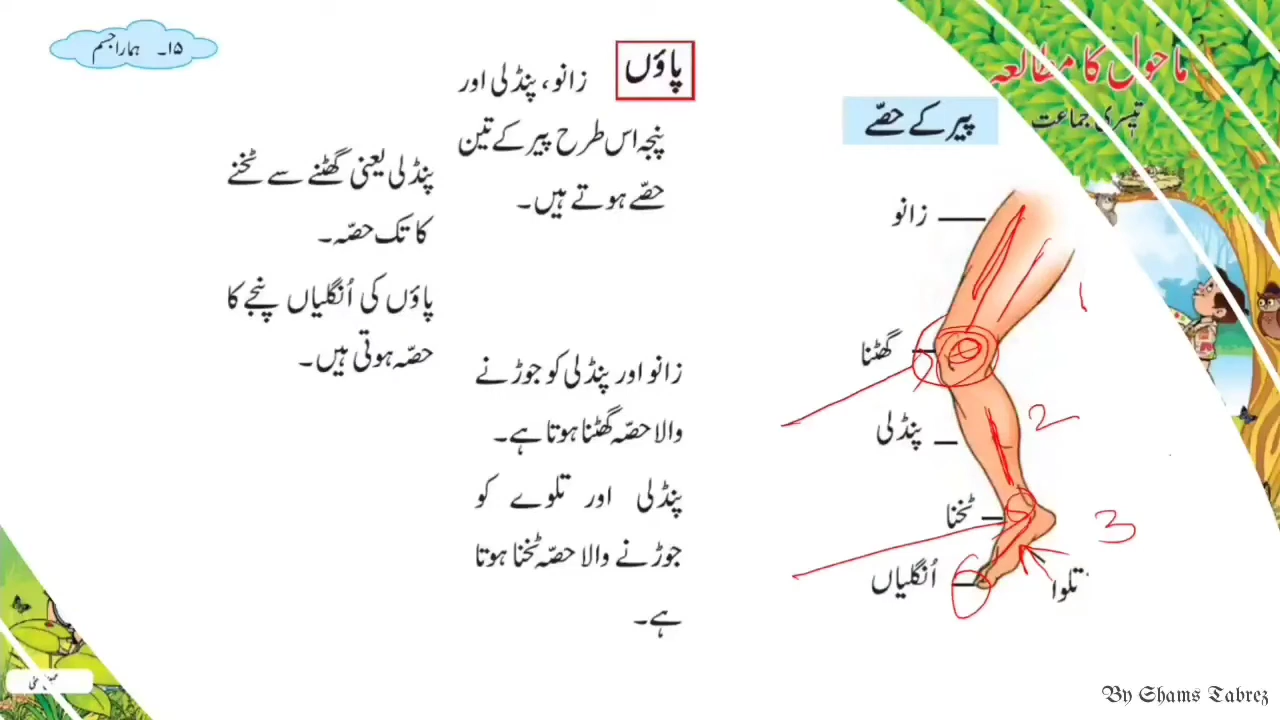 ماحول کا مطالعہ
تیسری جماعت
۱۵۔ ہمارا جسم
پیر کے حصّے
زانو
گھٹنا
پنڈلی
ٹخنا
اُنگلیاں
تلوا
1
2
3
پاؤں
زانو، پنڈلی اور
پنجہ اس طرح پیر کے تین
حصّے ہوتے ہیں۔
زانو اور پنڈلی کو جوڑنے
والا حصّہ گھٹنا ہوتا ہے۔
پنڈلی اور تلوے کو
جوڑنے والا حصّہ ٹخنا ہوتا
ہے۔
پنڈلی یعنی گھٹنے سے ٹخنے
کا تک حصّہ۔
پاؤں کی اُنگلیاں پنجے کا
حصّہ ہوتی ہیں۔
By Shams Tabrez